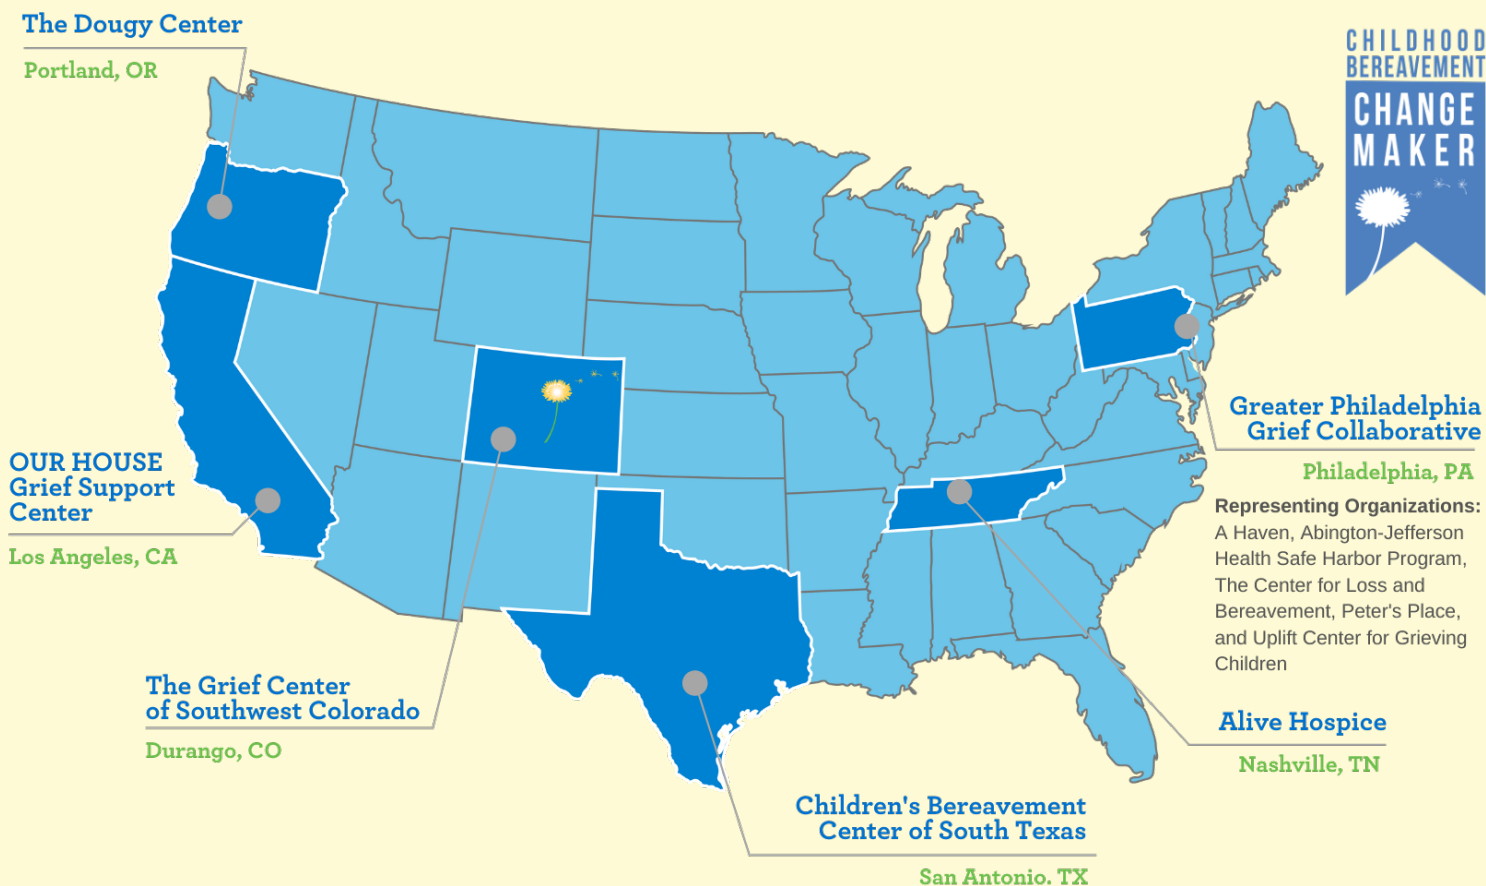 The Dougy Center
Portland, OR
CHILDHOOD
BEREAVEMENT
CHANGE
MAKER
OUR HOUSE
Grief Support
Center
Los Angeles, CA
Greater Philadelphia
Grief Collaborative
Philadelphia, PA
Representing Organizations:
A Haven, Abington-Jefferson
Health Safe Harbor Program,
The Center for Loss and
Bereavement, Peter's Place,
and Uplift Center for Grieving
Children
The Grief Center
of Southwest Colorado
Durango, CO
Alive Hospice
Nashville, TN
Children's Bereavement
Center of South Texas
San Antonio. TX